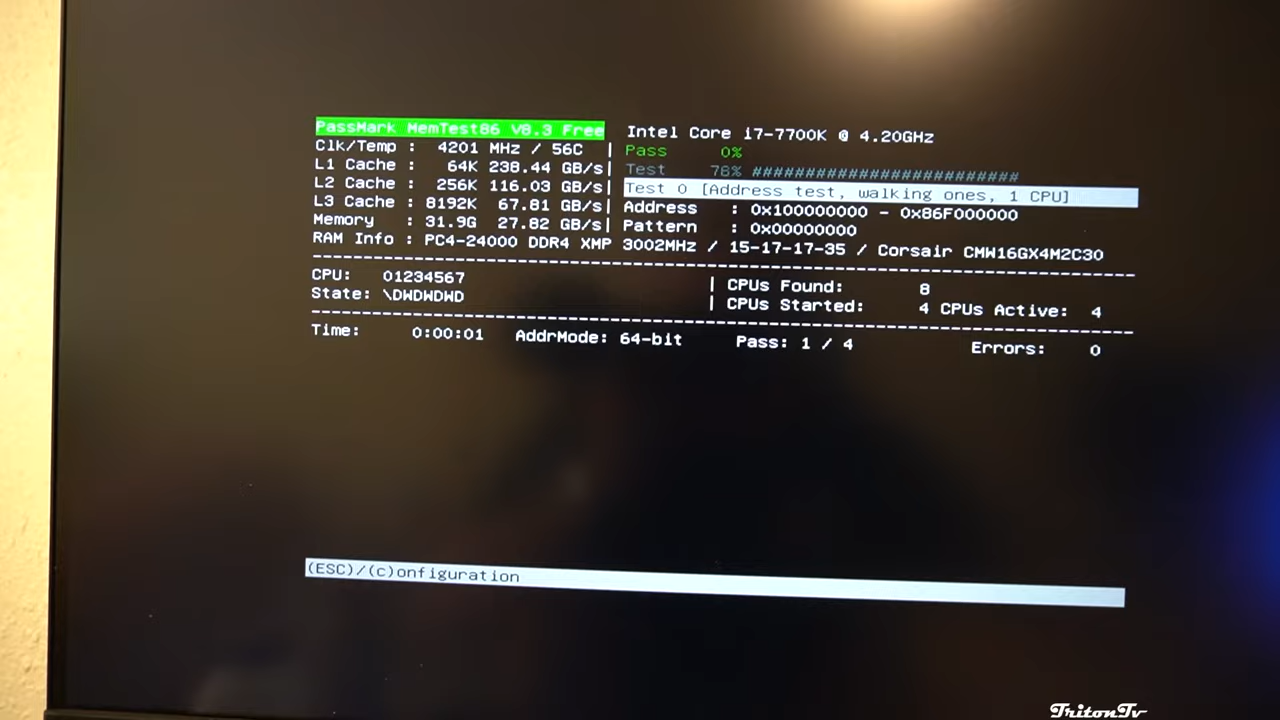 PassMark MemTest86 V8.3 Free Intel Core i7-7700K @ 4.20GHz
Clk/Temp : 4201 MHz / 56C | Pass 0%
L1 Cache : 64K 238.44 GB/s| Test 76% #########################
L2 Cache : 256K 116.03 GB/s| Test 0 [Address test, walking ones, 1 CPU]
L3 Cache : 8192K 67.81 GB/s| Address : 0x100000000 - 0x86F000000
Memory : 31.9G 27.82 GB/s| Pattern : 0x00000000
RAM Info : PC4-24000 DDR4 XMP 3002MHz / 15-17-17-35 / Corsair CMW16GX4M2C30
--------------------------------------------------------------------------------
CPU: 01234567 | CPUs Found: 8
State: \DWDWDWD | CPUs Started: 4 CPUs Active: 4
--------------------------------------------------------------------------------
Time: 0:00:01 AddrMode: 64-bit Pass: 1 / 4 Errors: 0
(ESC)/(c)onfiguration
TritonTv